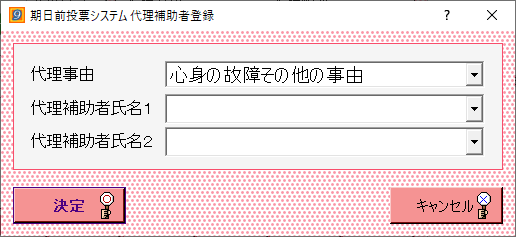 期日前投票システム 代理補助者登録
代理事由
心身の故障その他の事由
代理補助者氏名1
代理補助者氏名2
決定
キャンセル